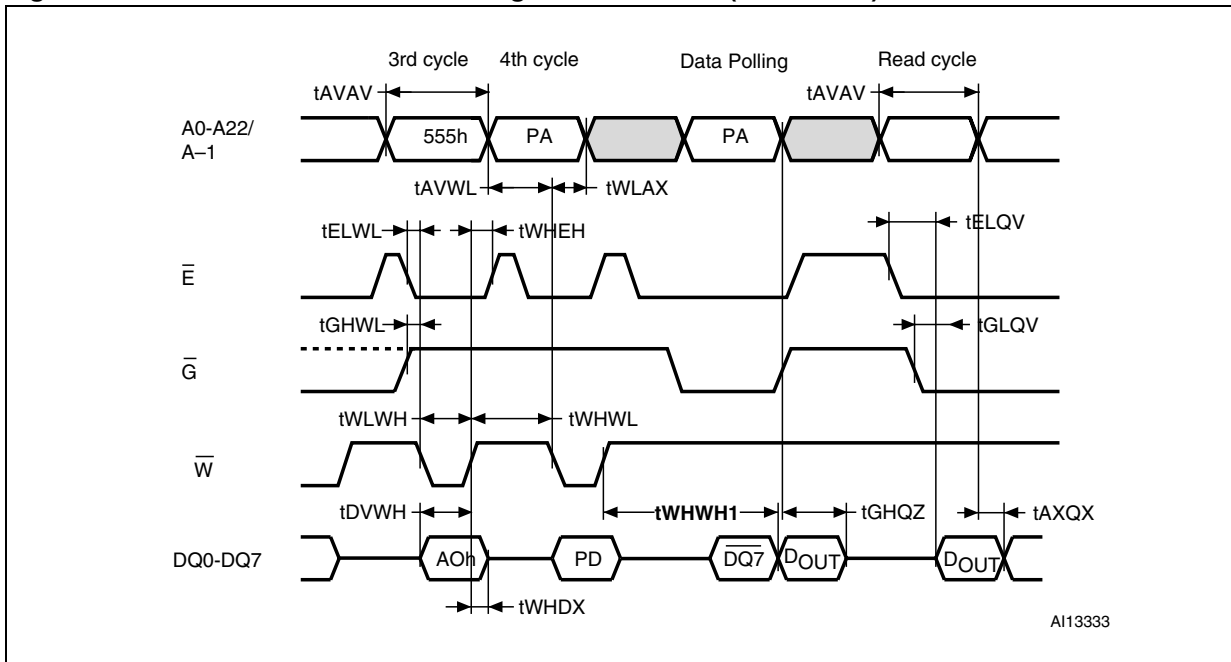 3rd cycle 4th cycle Data Polling Read cycle
tAVAV tAVAV
A0-A22/
A–1
555h PA PA
tAVWL tWLAX
tELWL tWHEH tELQV
E
tGHWL tGLQV
G
tWLWH tWHWL
W
tDVWH tWHWH1 tGHQZ tAXQX
DQ0-DQ7 AOh PD DQ7 DOUT DOUT
tWHDX
AI13333